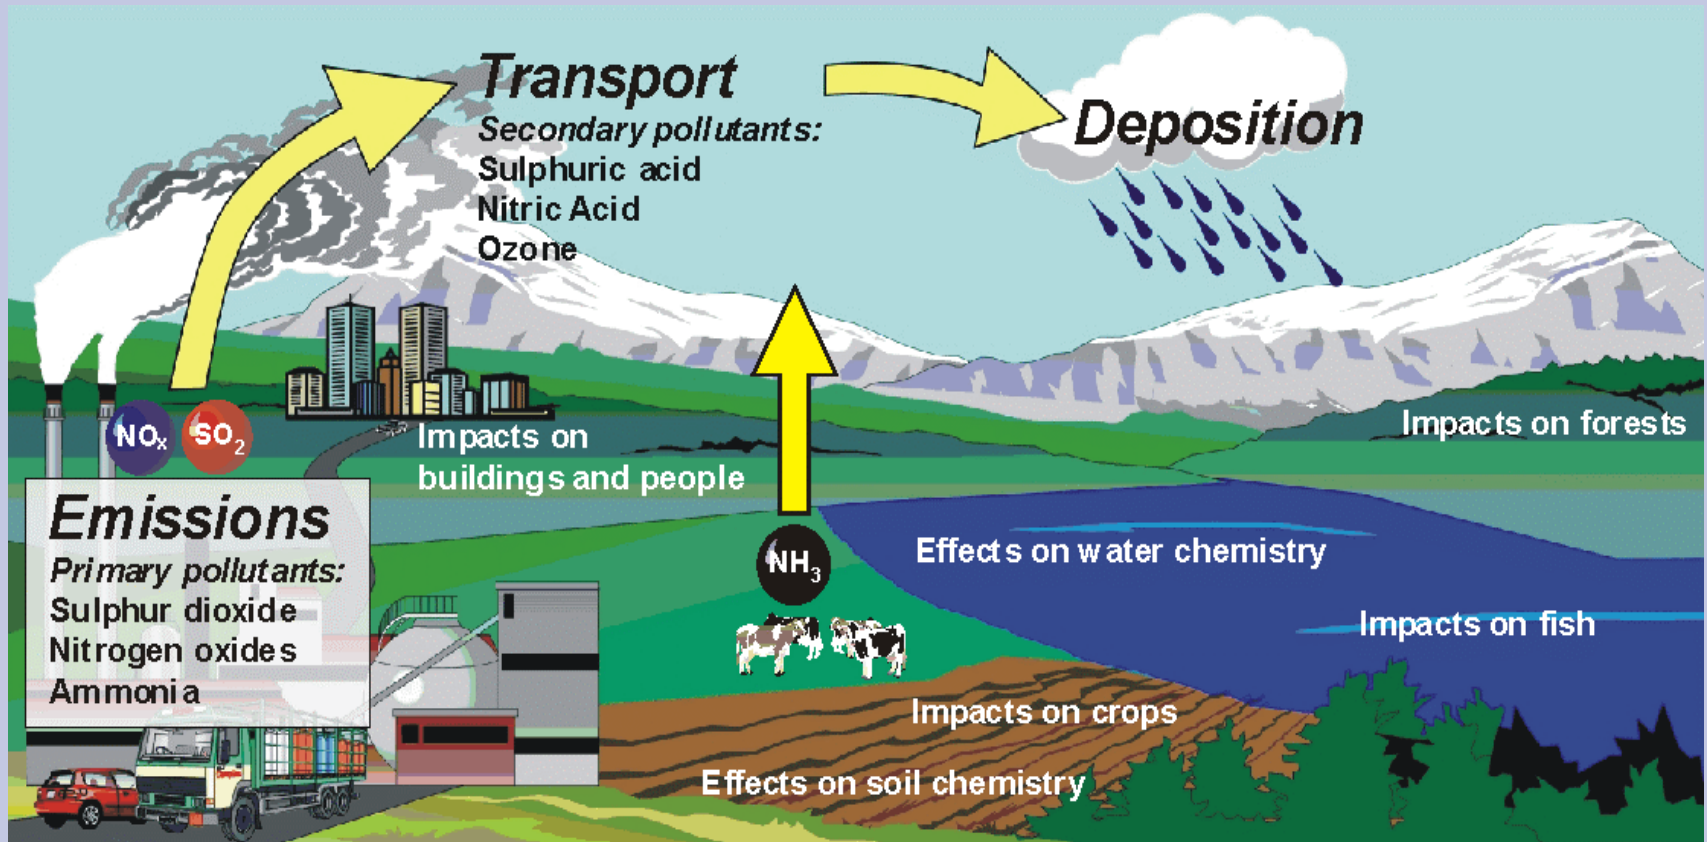 Transport
Secondary pollutants:
Sulphuric acid
Nitric Acid
Ozone
Deposition
NOx
SO2
Impacts on
buildings and people
Impacts on forests
Emissions
Primary pollutants:
Sulphur dioxide
Nitrogen oxides
Ammonia
NH3
Effects on water chemistry
Impacts on fish
Impacts on crops
Effects on soil chemistry